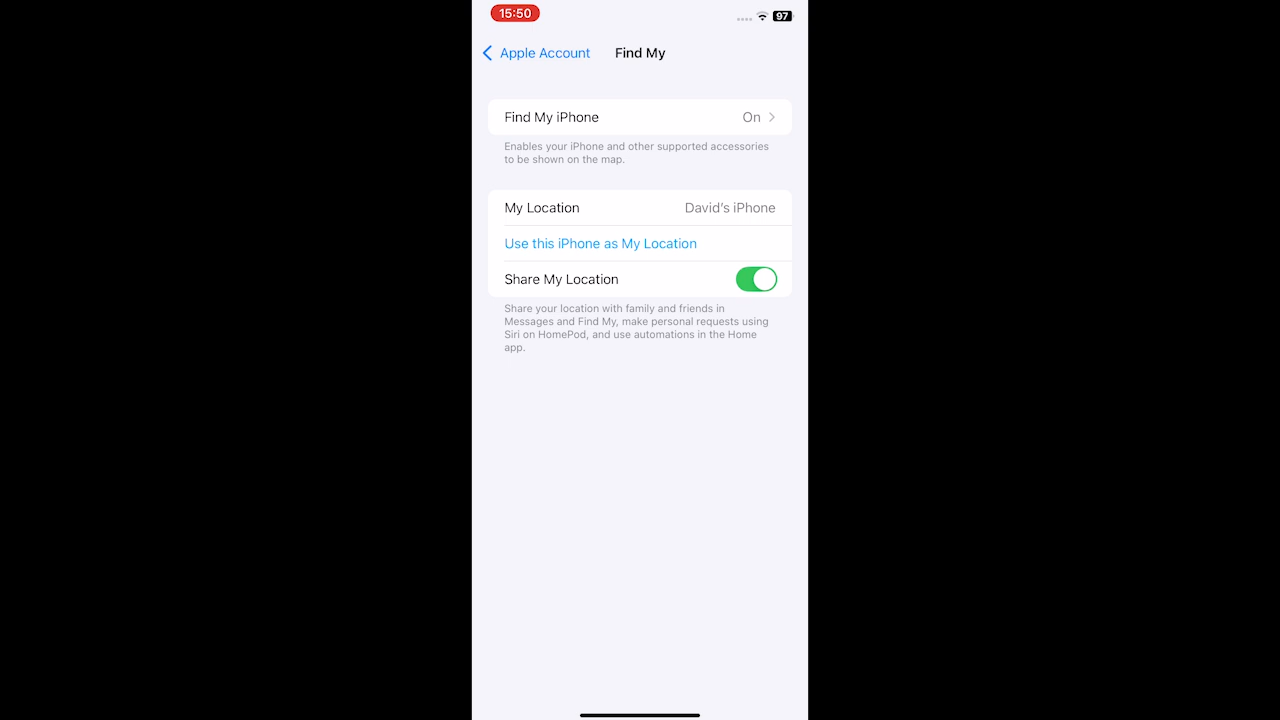 15:50
97
Apple Account
Find My
Find My iPhone
On
Enables your iPhone and other supported accessories
to be shown on the map.
My Location
David’s iPhone
Use this iPhone as My Location
Share My Location
Share your location with family and friends in
Messages and Find My, make personal requests using
Siri on HomePod, and use automations in the Home
app.